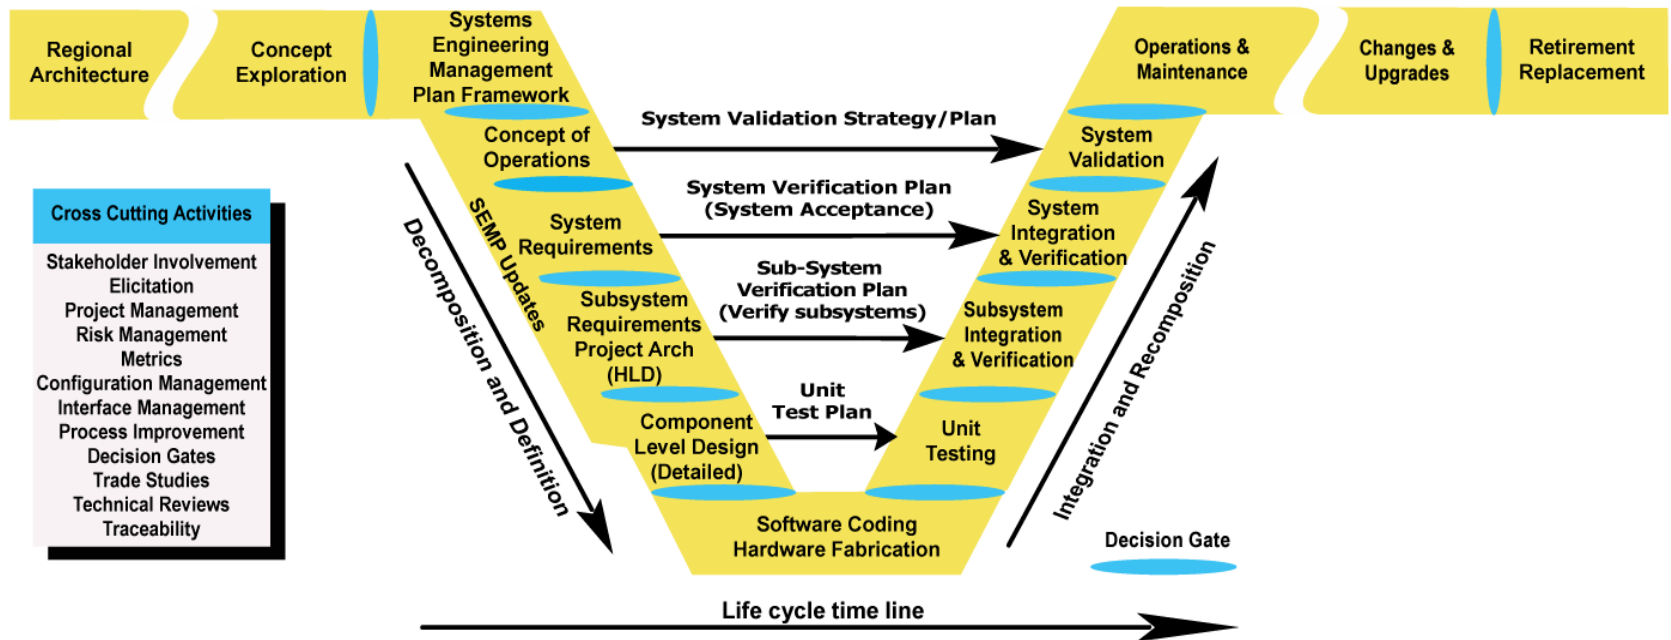 Regional
Architecture
Concept
Exploration
Systems
Engineering
Management
Plan Framework
Operations &
Maintenance
Changes &
Upgrades
Retirement
Replacement
Concept of
Operations
System Validation Strategy/Plan
System
Validation
System
Requirements
System Verification Plan
(System Acceptance)
System
Integration
& Verification
SEMP Updates
Subsystem
Requirements
Project Arch
(HLD)
Sub-System
Verification Plan
(Verify subsystems)
Subsystem
Integration
& Verification
Component
Level Design
(Detailed)
Unit
Test Plan
Unit
Testing
Decomposition and Definition
Integration and Recomposition
Software Coding
Hardware Fabrication
Cross Cutting Activities
Stakeholder Involvement
Elicitation
Project Management
Risk Management
Metrics
Configuration Management
Interface Management
Process Improvement
Decision Gates
Trade Studies
Technical Reviews
Traceability
Decision Gate
Life cycle time line